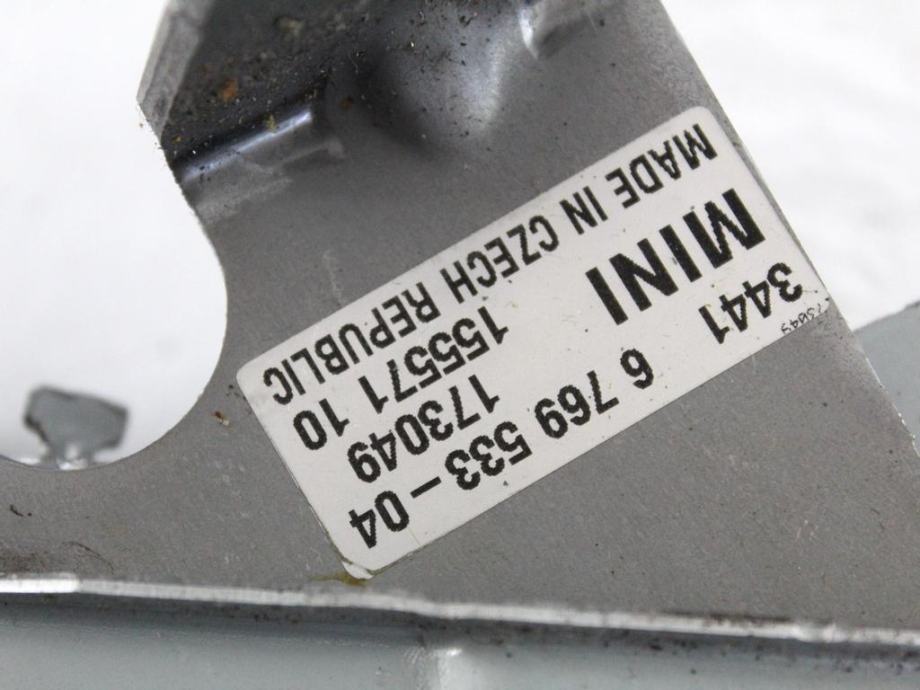 3441 6 769 533-04
173049
MINI 155571 10
MADE IN CZECH REPUBLIC